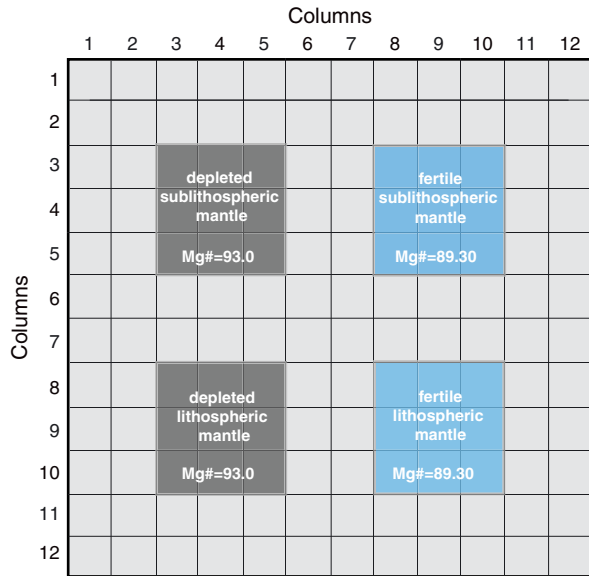 Columns
1 2 3 4 5 6 7 8 9 10 11 12
Columns
1
2
3
4
5
6
7
8
9
10
11
12
depleted
sublithospheric
mantle
Mg#=93.0
fertile
sublithospheric
mantle
Mg#=89.30
depleted
lithospheric
mantle
Mg#=93.0
fertile
lithospheric
mantle
Mg#=89.30